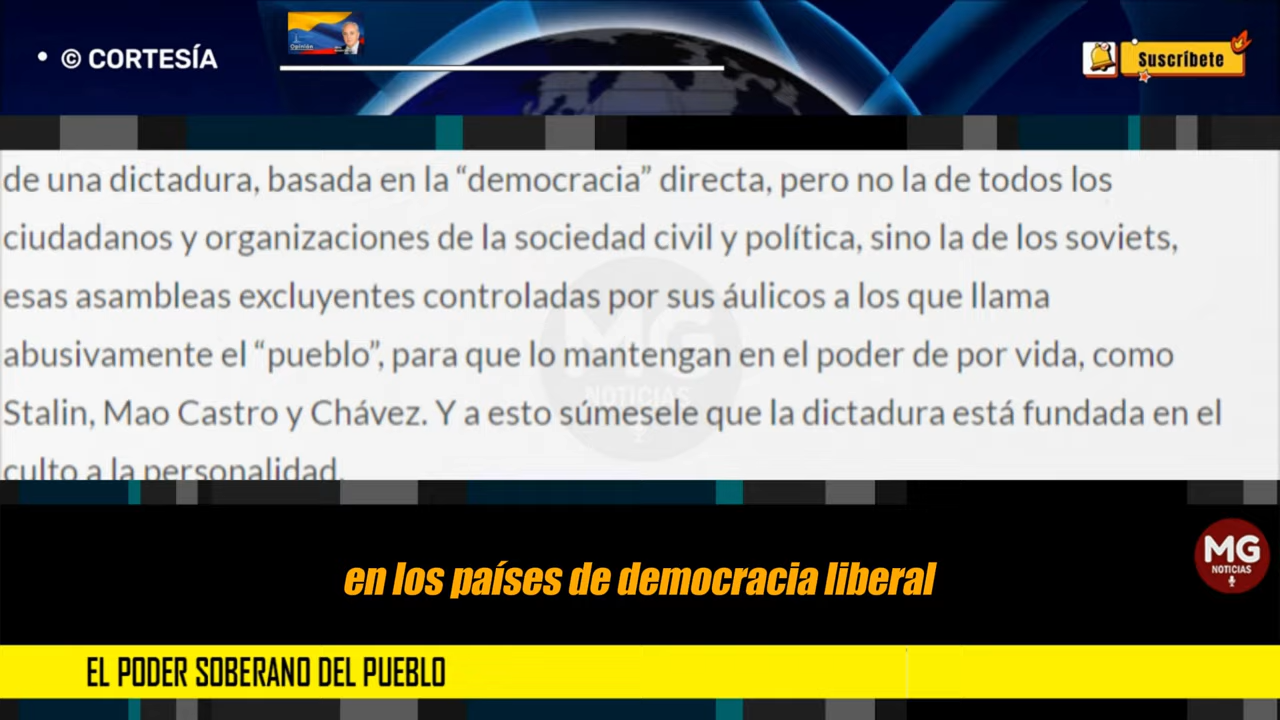 • © CORTESÍA
Opinión
Suscríbete
de una dictadura, basada en la “democracia” directa, pero no la de todos los
ciudadanos y organizaciones de la sociedad civil y política, sino la de los soviets,
esas asambleas excluyentes controladas por sus áulicos a los que llama
abusivamente el “pueblo”, para que lo mantengan en el poder de por vida, como
Stalin, Mao Castro y Chávez. Y a esto súmesele que la dictadura está fundada en el
culto a la personalidad.
MG
NOTICIAS
en los países de democracia liberal
MG
NOTICIAS
EL PODER SOBERANO DEL PUEBLO